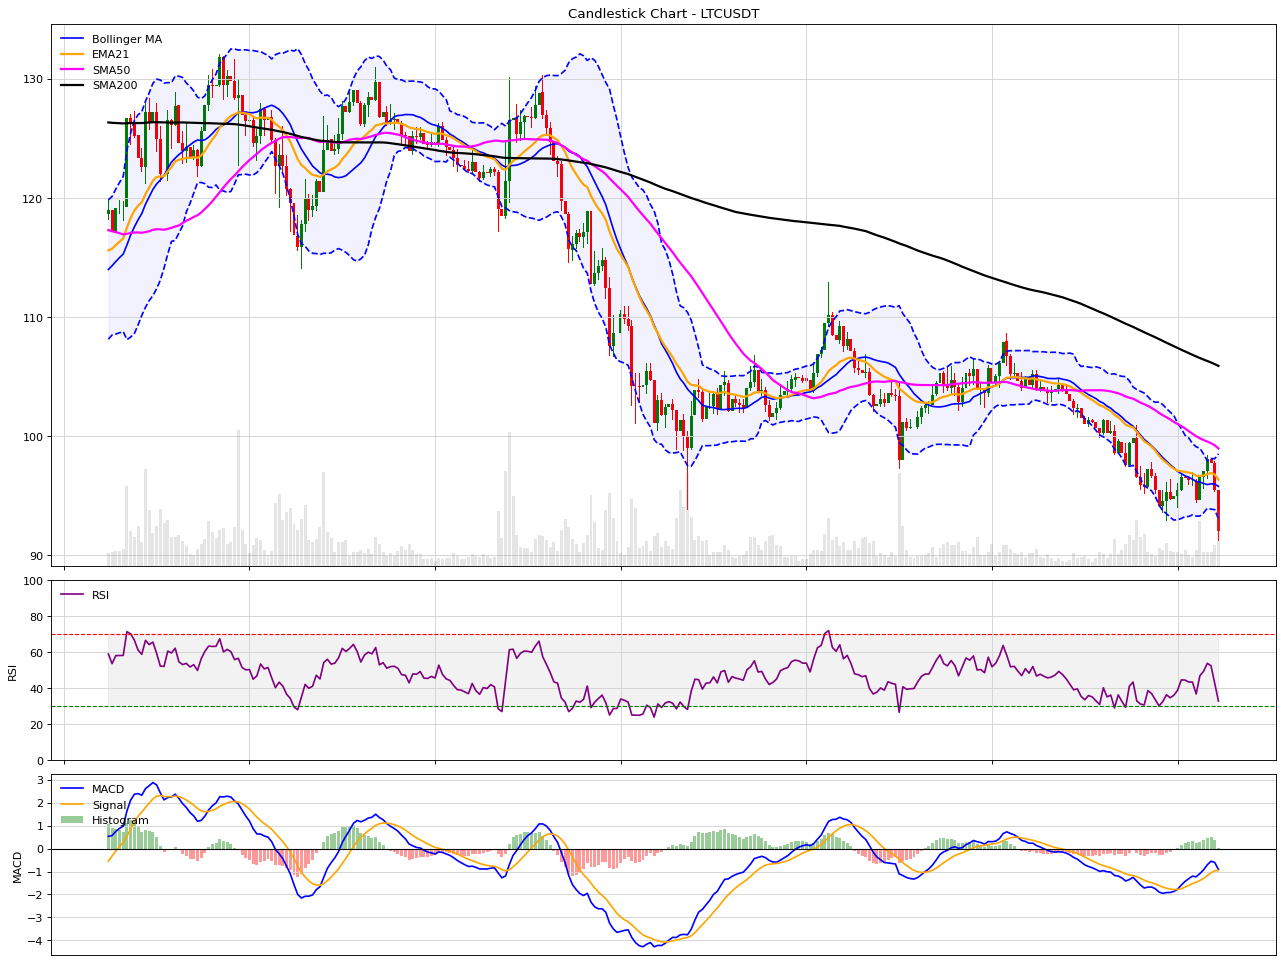 Candlestick Chart - LTCUSDT
Bollinger MA
EMA21
SMA50
SMA200
130
120
110
100
90
RSI
100
80
60
40
20
0
RSI
MACD
Signal
Histogram
3
2
1
0
−1
−2
−3
−4
MACD